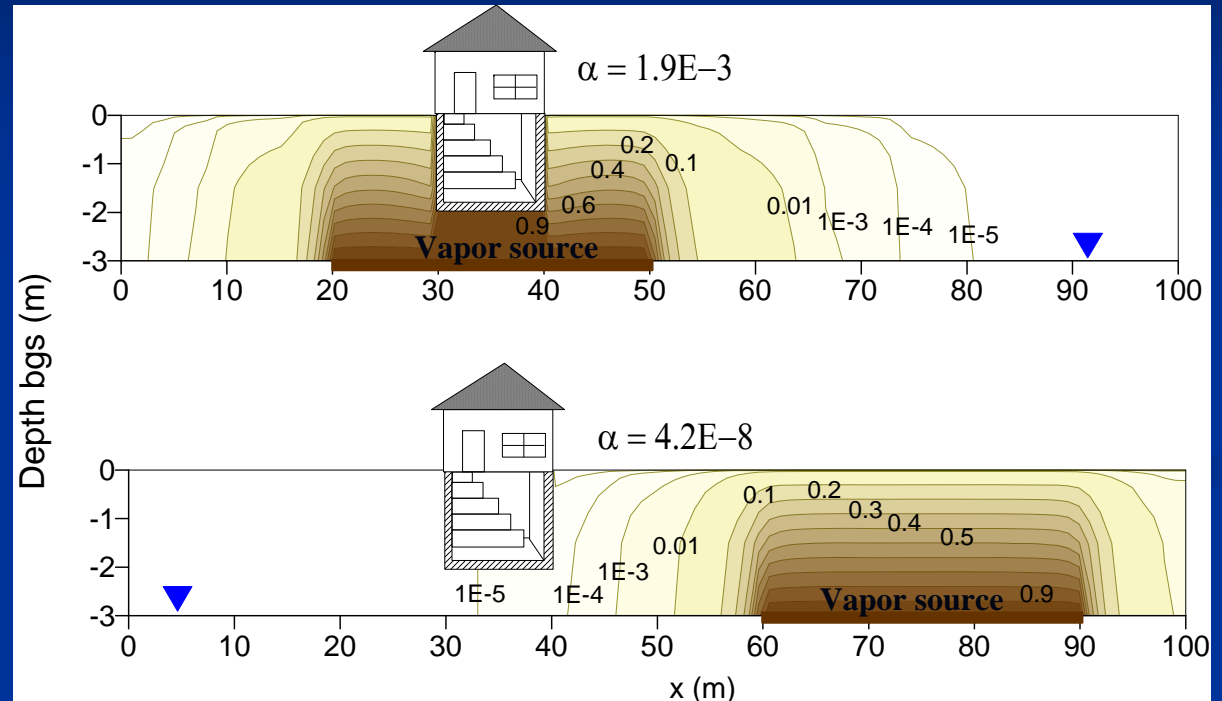 α = 1.9E–3
0
-1
-2
-3
0.2
0.1
0.4
0.6
0.9
0.01
1E-3
1E-4
1E-5
Vapor source
0 10 20 30 40 50 60 70 80 90 100
Depth bgs (m)
α = 4.2E–8
0
-1
-2
-3
0.1
0.2
0.3
0.4
0.5
0.01
1E-3
1E-5
1E-4
Vapor source
0.9
0 10 20 30 40 50 60 70 80 90 100
x (m)